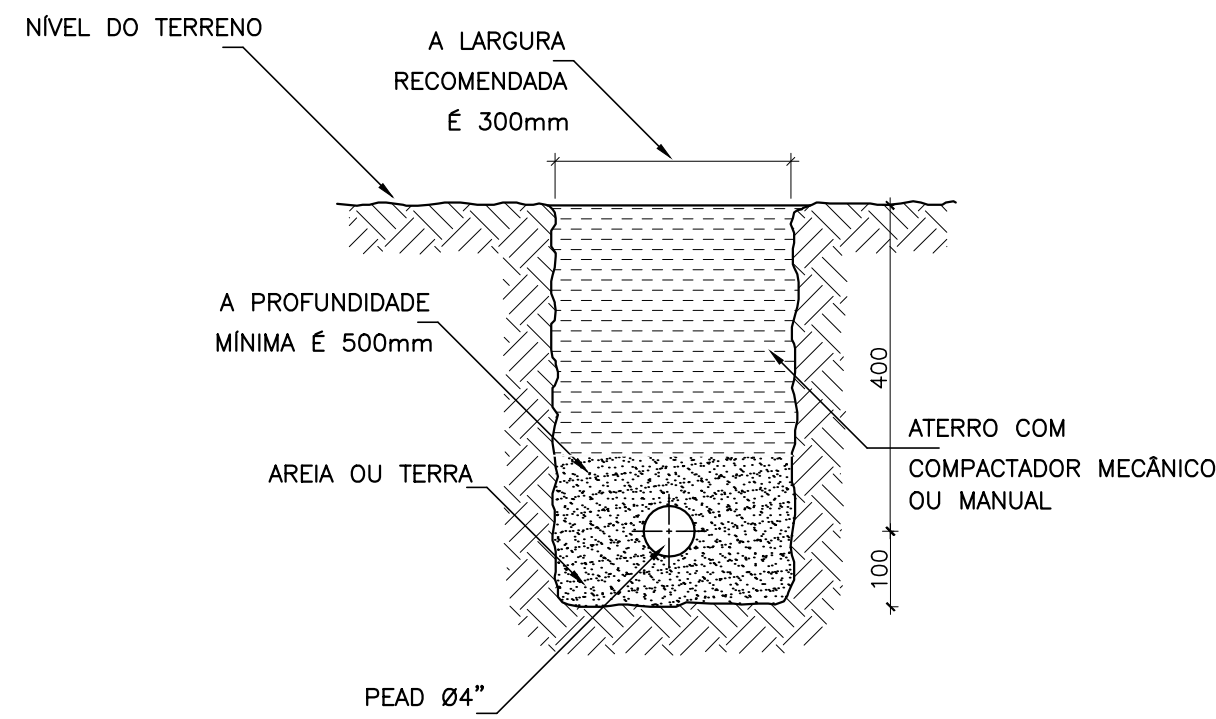 NÍVEL DO TERRENO
A LARGURA
RECOMENDADA
É 300mm
A PROFUNDIDADE
MÍNIMA É 500mm
400
ATERRO COM
COMPACTADOR MECÂNICO
OU MANUAL
AREIA OU TERRA
100
PEAD Ø4”